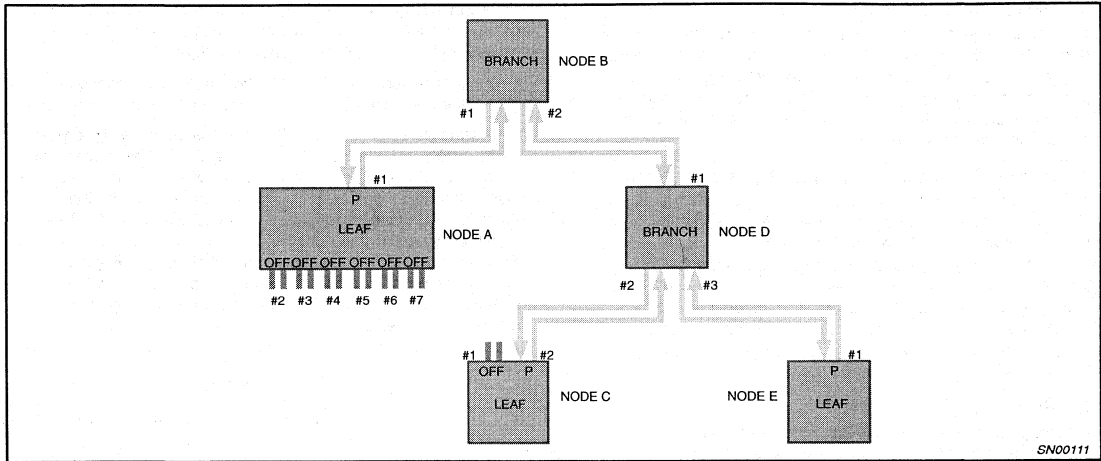 BRANCH NODE B
#1 #2
#1 #1
P
LEAF NODE A BRANCH NODE D
OFF OFF OFF OFF OFF OFF
#2 #3 #4 #5 #6 #7 #2 #3
#1 #2 #1
OFF P P
LEAF NODE C NODE E LEAF
SN00111